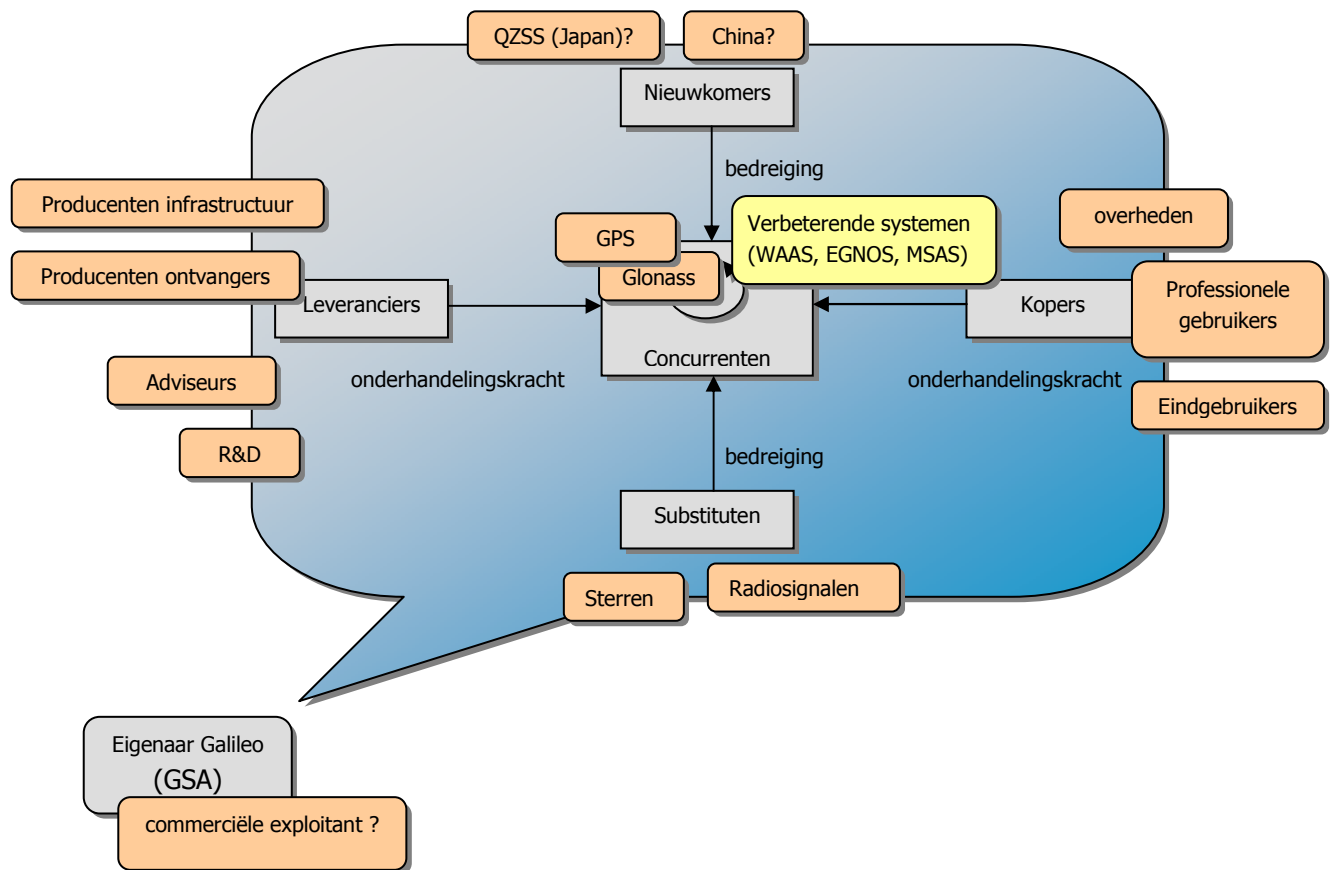 QZSS (Japan)?
China?
Nieuwkomers
bedreiging
Producenten infrastructuur
Producenten ontvangers
Leveranciers
Adviseurs
R&D
onderhandelingskracht
GPS
Glonass
Verbeterende systemen
(WAAS, EGNOS, MSAS)
Concurrenten
overheden
Professionele
gebruikers
Kopers
onderhandelingskracht
Eindgebruikers
bedreiging
Substituten
Sterren
Radiosignalen
Eigenaar Galileo
(GSA)
commerciële exploitant ?